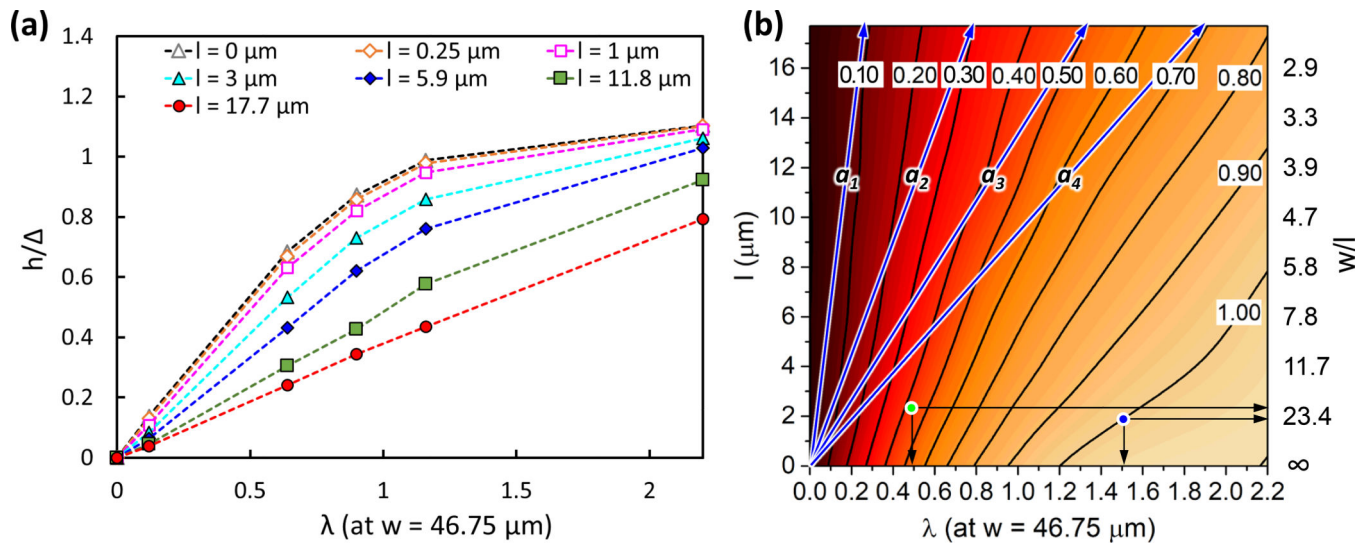 (a)
1.4
1.2
1
0.8
0.6
0.4
0.2
0
h/Δ
l = 0 μm
l = 0.25 μm
l = 1 μm
l = 3 μm
l = 5.9 μm
l = 11.8 μm
l = 17.7 μm
0 0.5 1 1.5 2
λ (at w = 46.75 μm)
(b)
16
14
12
10
8
6
4
2
0
l (μm)
0.10 0.20 0.30 0.40 0.50 0.60 0.70 0.80
0.90
1.00
a1 a2 a3 a4
2.9
3.3
3.9
4.7
5.8
7.8
11.7
23.4
∞
w/l
0.0 0.2 0.4 0.6 0.8 1.0 1.2 1.4 1.6 1.8 2.0 2.2
λ (at w = 46.75 μm)